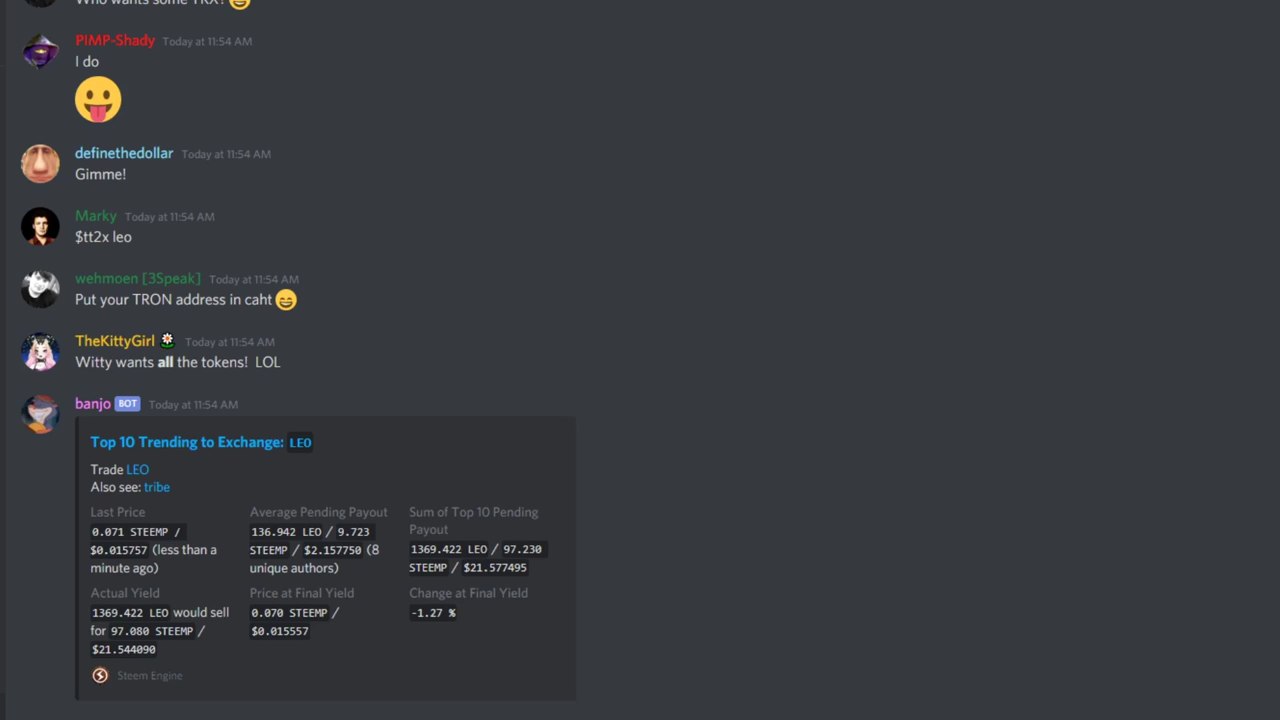 Who wants some TRX?
PIMP-Shady Today at 11:54 AM
I do
definethedollar Today at 11:54 AM
Gimme!
Marky Today at 11:54 AM
$tt2x leo
wehmoen [3Speak] Today at 11:54 AM
Put your TRON address in caht
TheKittyGirl Today at 11:54 AM
Witty wants all the tokens! LOL
banjo BOT Today at 11:54 AM
Top 10 Trending to Exchange: LEO
Trade LEO
Also see: tribe
Last Price
0.071 STEEMP /
$0.015757 (less than a
minute ago)
Average Pending Payout
136.942 LEO / 9.723
STEEMP / $2.157750 (8
unique authors)
Sum of Top 10 Pending
Payout
1369.422 LEO / 97.230
STEEMP / $21.577495
Actual Yield
1369.422 LEO would sell
for 97.080 STEEMP /
$21.544090
Price at Final Yield
0.070 STEEMP /
$0.015557
Change at Final Yield
-1.27 %
Steem Engine